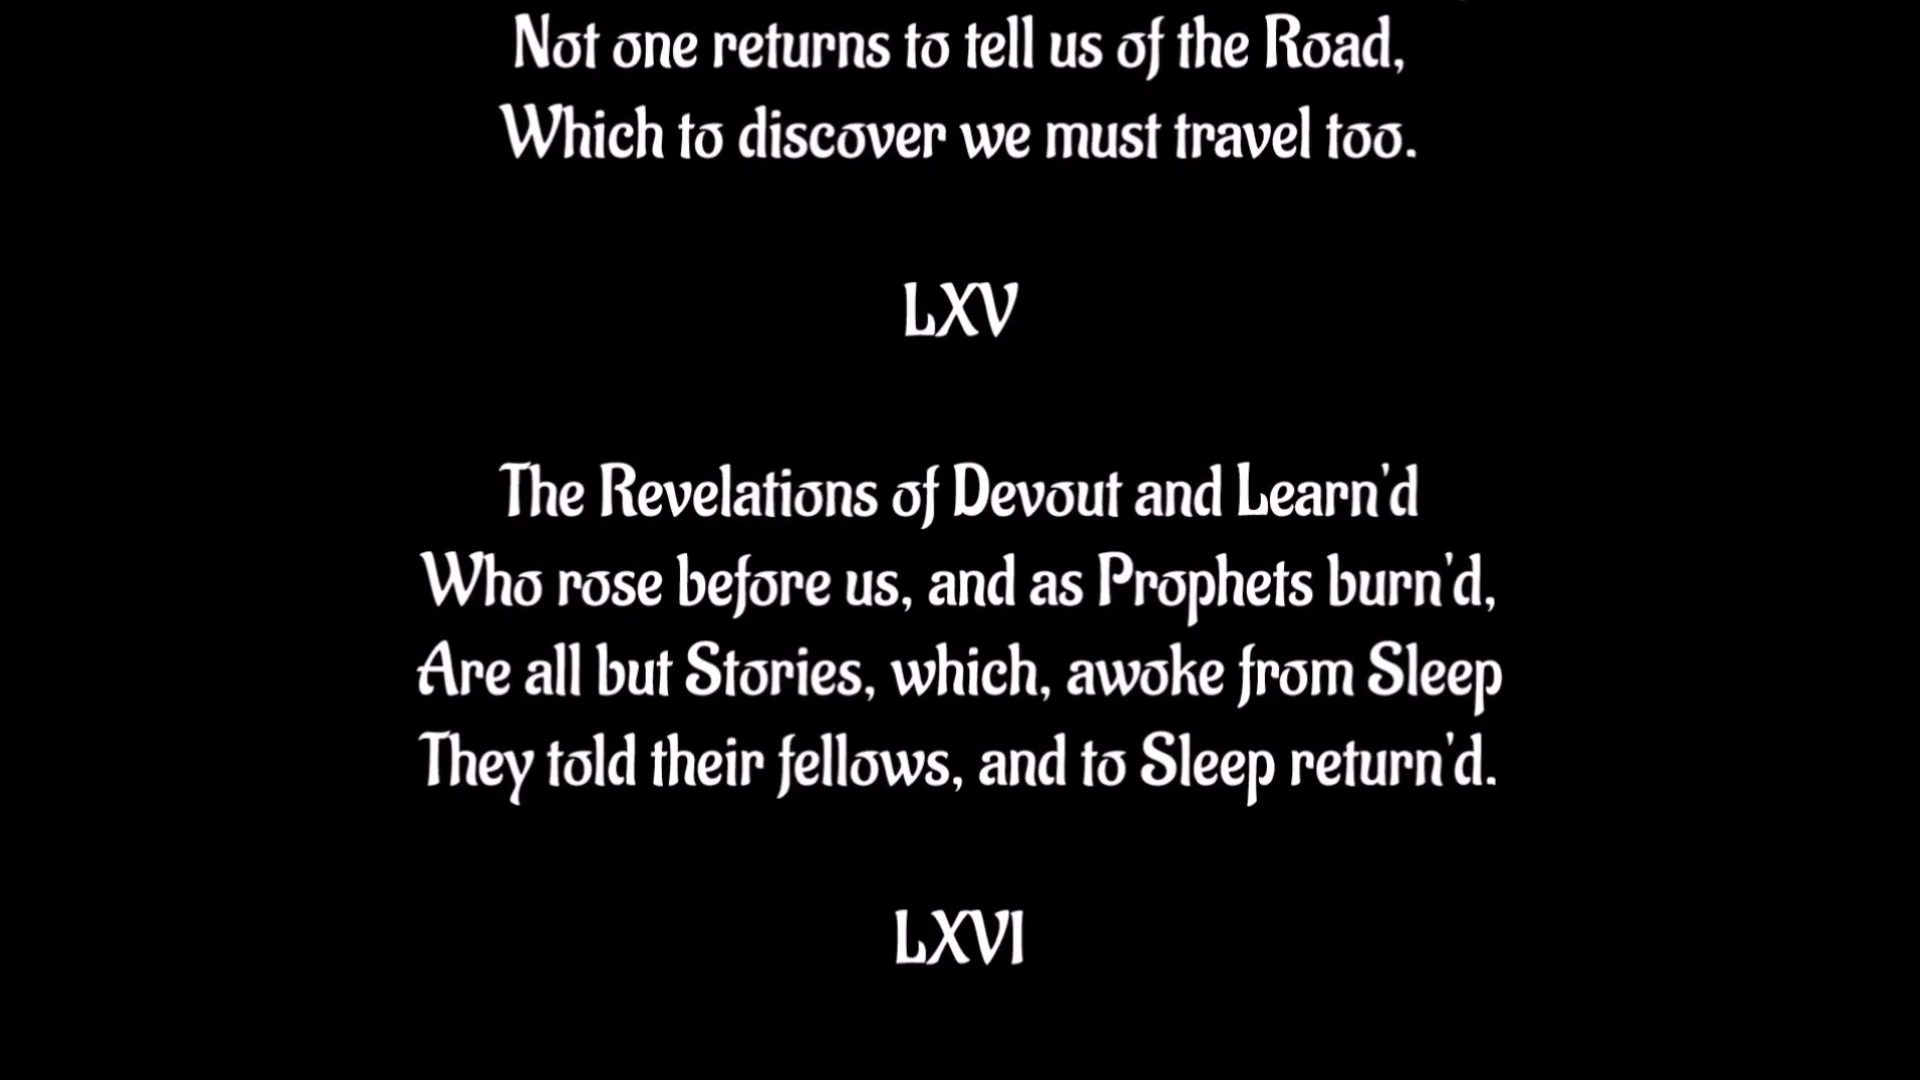 Not one returns to tell us of the Road,
Which to discover we must travel too.
LXV
The Revelations of Devout and Learn'd
Who rose before us, and as Prophets burn'd,
Are all but Stories, which, awoke from Sleep
They told their fellows, and to Sleep return'd.
LXVI